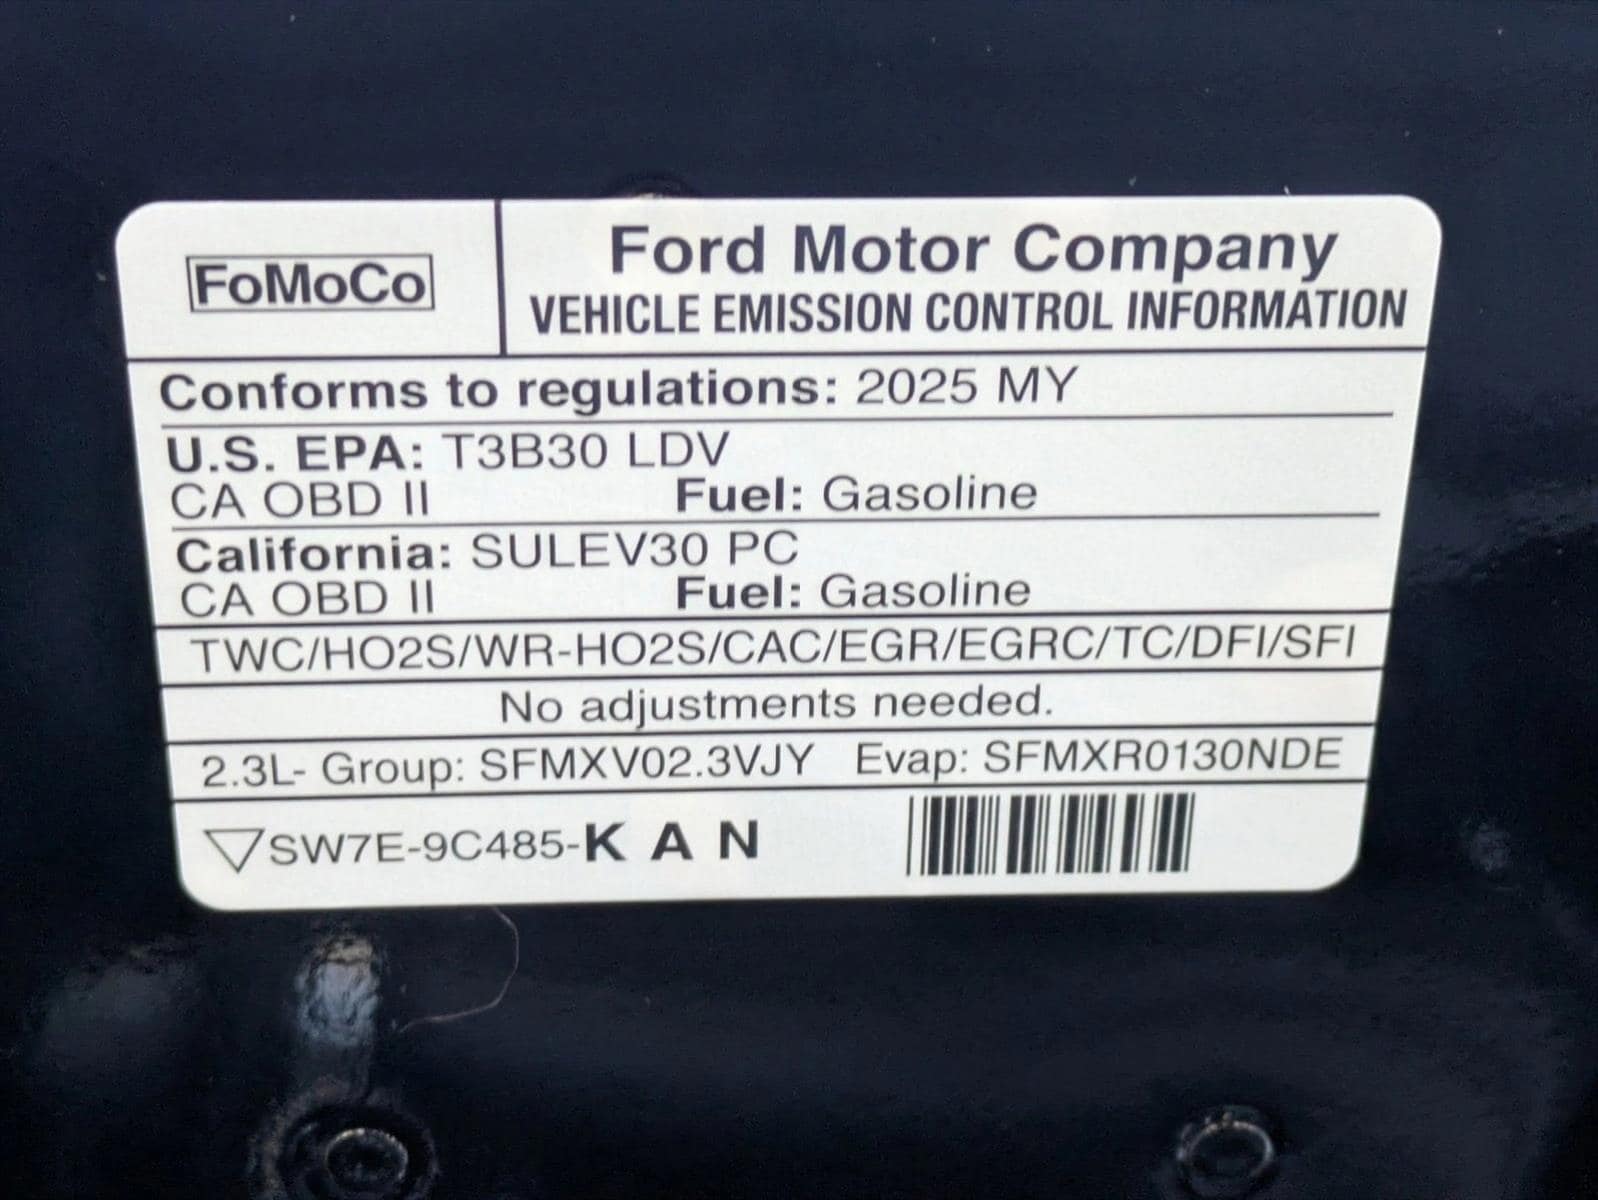 FoMoCo
Ford Motor Company
VEHICLE EMISSION CONTROL INFORMATION
Conforms to regulations: 2025 MY
U.S. EPA: T3B30 LDV
CA OBD II Fuel: Gasoline
California: SULEV30 PC
CA OBD II Fuel: Gasoline
TWC/HO2S/WR-HO2S/CAC/EGR/EGRC/TC/DFI/SFI
No adjustments needed.
2.3L- Group: SFMXV02.3VJY Evap: SFMXR0130NDE
SW7E-9C485-K A N